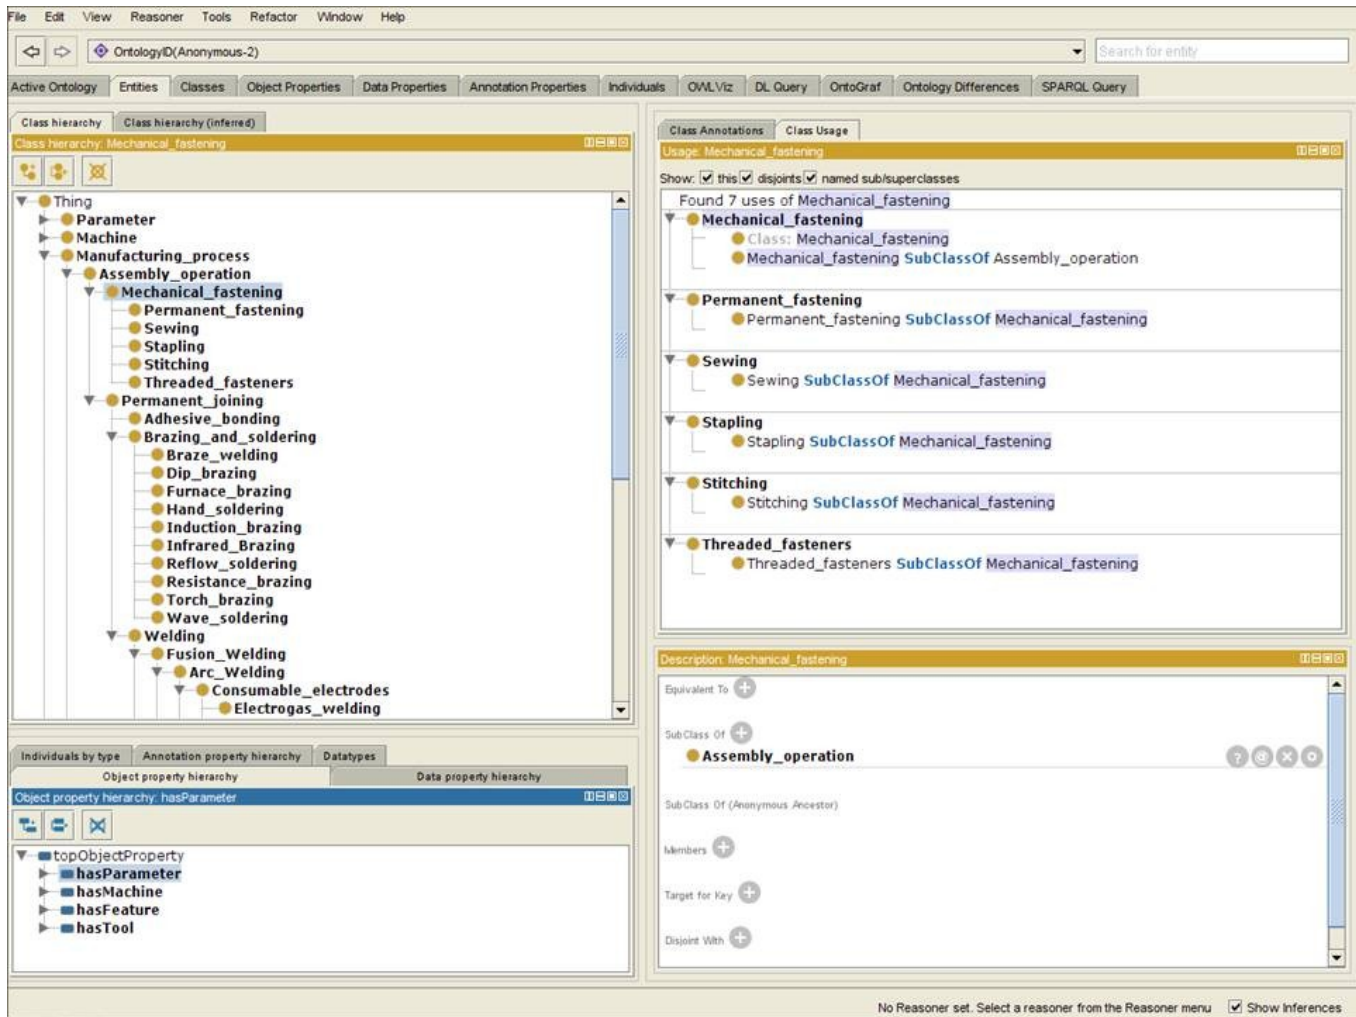 File Edit View Reasoner Tools Refactor Window Help
OntologyID(Anonymous-2)
Search for entity
Active Ontology Entities Classes Object Properties Data Properties Annotation Properties Individuals OWLViz DL Query OntoGraf Ontology Differences SPARQL Query
Class hierarchy Class hierarchy (inferred)
Class hierarchy: Mechanical_fastening
Thing
Parameter
Machine
Manufacturing_process
Assembly_operation
Mechanical_fastening
Permanent_fastening
Sewing
Stapling
Stitching
Threaded_fasteners
Permanent_joining
Adhesive_bonding
Brazing_and_soldering
Braze_welding
Dip_brazing
Furnace_brazing
Hand_soldering
Induction_brazing
Infrared_Brazing
Reflow_soldering
Resistance_brazing
Torch_brazing
Wave_soldering
Welding
Fusion_Welding
Arc_Welding
Consumable_electrodes
Electrogas_welding
Individuals by type Annotation property hierarchy Datatypes
Object property hierarchy Data property hierarchy
Object property hierarchy: hasParameter
topObjectProperty
hasParameter
hasMachine
hasFeature
hasTool
Class Annotations Class Usage
Usage: Mechanical_fastening
Show: this disjoints named sub/superclasses
Found 7 uses of Mechanical_fastening
Mechanical_fastening
Class: Mechanical_fastening
Mechanical_fastening SubClassOf Assembly_operation
Permanent_fastening
Permanent_fastening SubClassOf Mechanical_fastening
Sewing
Sewing SubClassOf Mechanical_fastening
Stapling
Stapling SubClassOf Mechanical_fastening
Stitching
Stitching SubClassOf Mechanical_fastening
Threaded_fasteners
Threaded_fasteners SubClassOf Mechanical_fastening
Description: Mechanical_fastening
Equivalent To
SubClass Of
Assembly_operation
SubClass Of (Anonymous Ancestor)
Members
Target for Key
Disjoint With
No Reasoner set. Select a reasoner from the Reasoner menu Show Inferences